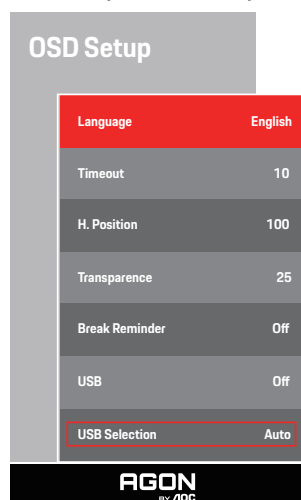 OSD Setup
Language English
Timeout 10
H. Position 100
Transparence 25
Break Reminder Off
USB Off
USB Selection Auto
AGON
BY AOC